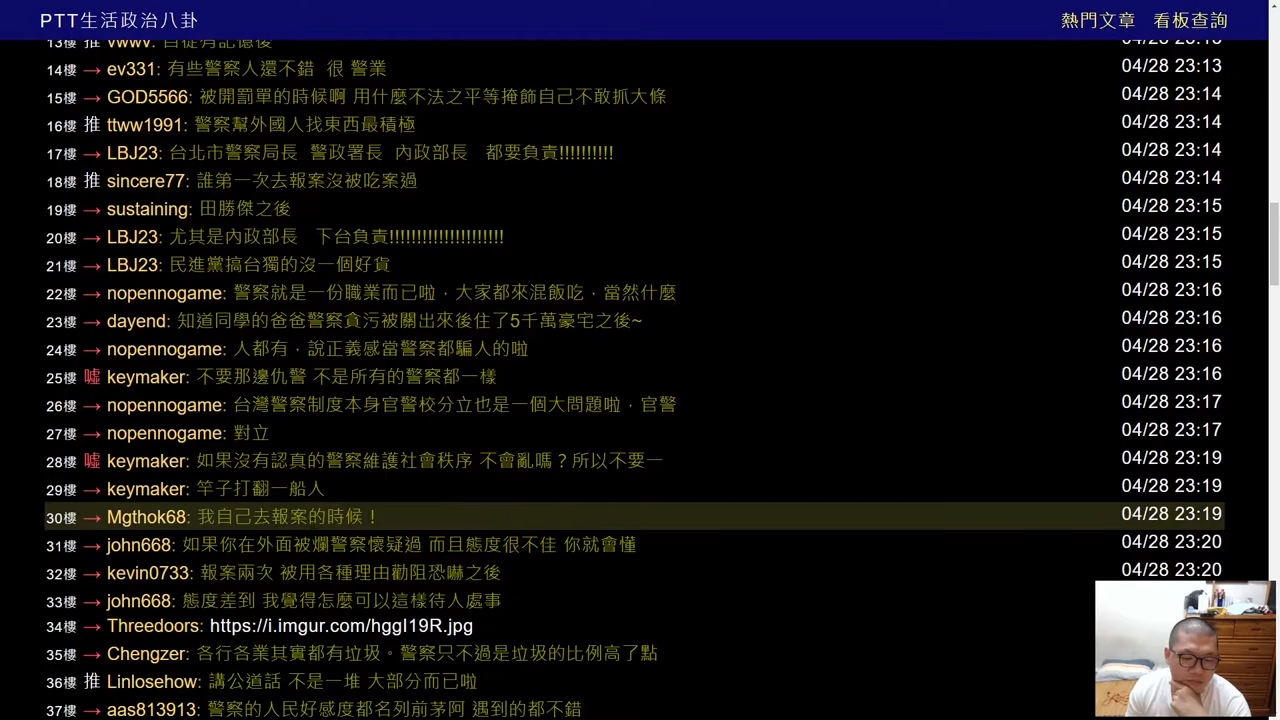 PTT生活政治八卦
熱門文章 看板查詢
13樓 推 vwwv: 自從有記憶後 04/28 23:10
14樓 → ev331: 有些警察人還不錯 很 警業 04/28 23:13
15樓 → GOD5566: 被開罰單的時候啊 用什麼不法之平等掩飾自己不敢抓大條 04/28 23:14
16樓 推 ttww1991: 警察幫外國人找東西最積極 04/28 23:14
17樓 → LBJ23: 台北市警察局長 警政署長 內政部長 都要負責!!!!!!!!!! 04/28 23:14
18樓 推 sincere77: 誰第一次去報案沒被吃案過 04/28 23:14
19樓 → sustaining: 田勝傑之後 04/28 23:15
20樓 → LBJ23: 尤其是內政部長 下台負責!!!!!!!!!!!!!!!!!!!!! 04/28 23:15
21樓 → LBJ23: 民進黨搞台獨的沒一個好貨 04/28 23:15
22樓 → nopennogame: 警察就是一份職業而已啦，大家都來混飯吃，當然什麼 04/28 23:16
23樓 → dayend: 知道同學的爸爸警察貪污被關出來後住了5千萬豪宅之後~ 04/28 23:16
24樓 → nopennogame: 人都有，說正義感當警察都騙人的啦 04/28 23:16
25樓 噓 keymaker: 不要那邊仇警 不是所有的警察都一樣 04/28 23:16
26樓 → nopennogame: 台灣警察制度本身官警校分立也是一個大問題啦，官警 04/28 23:17
27樓 → nopennogame: 對立 04/28 23:17
28樓 噓 keymaker: 如果沒有認真的警察維護社會秩序 不會亂嗎？所以不要一 04/28 23:19
29樓 → keymaker: 竿子打翻一船人 04/28 23:19
30樓 → Mgthok68: 我自己去報案的時候！ 04/28 23:19
31樓 → john668: 如果你在外面被爛警察懷疑過 而且態度很不佳 你就會懂 04/28 23:20
32樓 → kevin0733: 報案兩次 被用各種理由勸阻恐嚇之後 04/28 23:20
33樓 → john668: 態度差到 我覺得怎麼可以這樣待人處事
34樓 → Threedoors: https://i.imgur.com/hggI19R.jpg
35樓 → Chengzer: 各行各業其實都有垃圾。警察只不過是垃圾的比例高了點
36樓 推 Linlosehow: 講公道話 不是一堆 大部分而已啦
37樓 → aas813913: 警察的人民好感度都名列前茅阿 遇到的都不錯